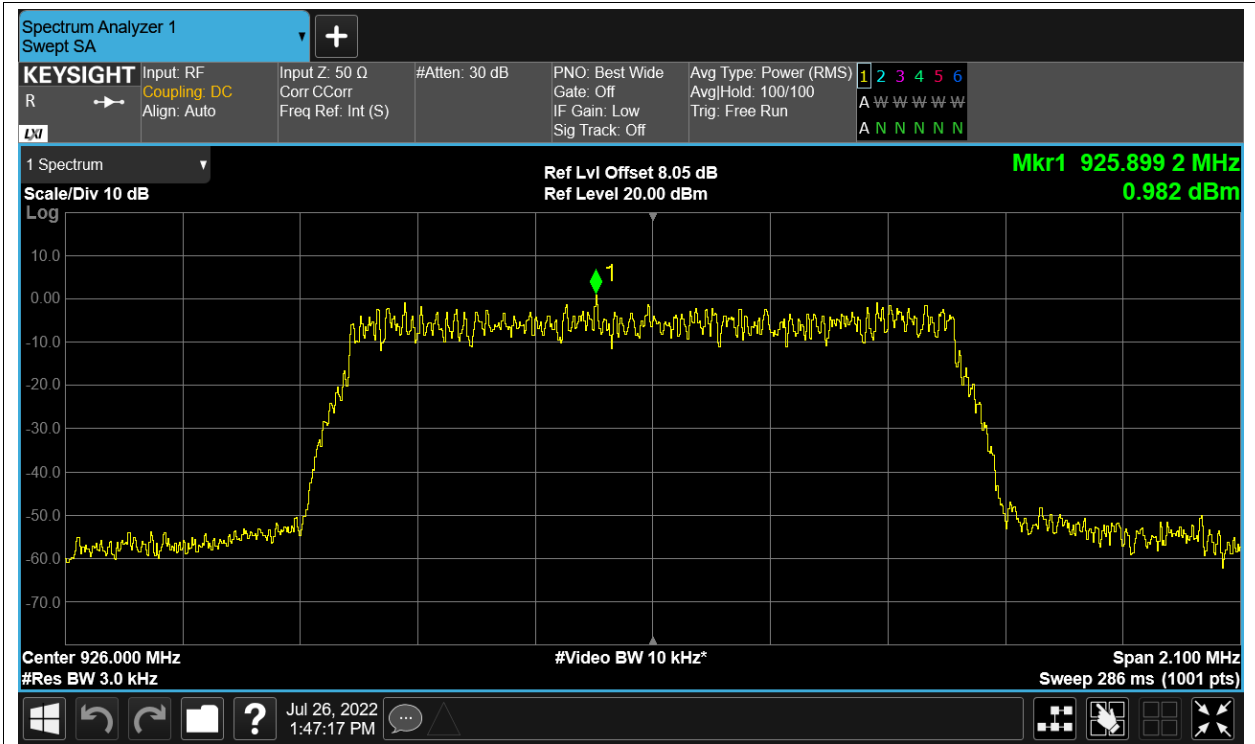 Spectrum Analyzer 1
Swept SA
KEYSIGHT Input: RF Input Z: 50 Ω #Atten: 30 dB PNO: Best Wide Avg Type: Power (RMS) 1 2 3 4 5 6
R Coupling: DC Corr CCorr Gate: Off Avg|Hold: 100/100 A W W W W W
Align: Auto Freq Ref: Int (S) IF Gain: Low Trig: Free Run
LXI Sig Track: Off A N N N N N
1 Spectrum Ref Lvl Offset 8.05 dB Mkr1 925.899 2 MHz
Scale/Div 10 dB Ref Level 20.00 dBm 0.982 dBm
Log
10.0
1
0.00
-10.0
-20.0
-30.0
-40.0
-50.0
-60.0
-70.0
Center 926.000 MHz #Video BW 10 kHz* Span 2.100 MHz
#Res BW 3.0 kHz Sweep 286 ms (1001 pts)
? Jul 26, 2022
1:47:17 PM